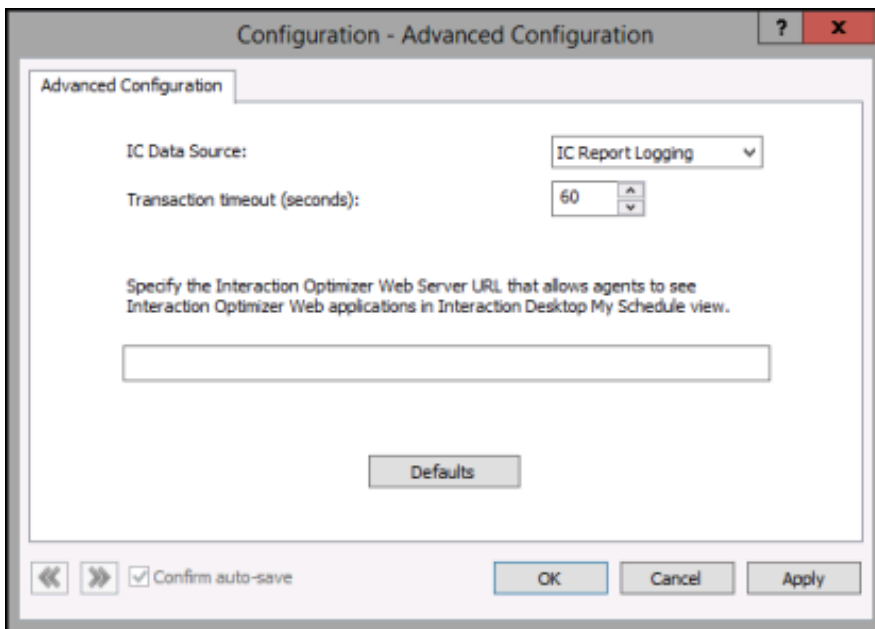 Configuration - Advanced Configuration
? x
Advanced Configuration
IC Data Source: IC Report Logging
Transaction timeout (seconds): 60
Specify the Interaction Optimizer Web Server URL that allows agents to see
Interaction Optimizer Web applications in Interaction Desktop My Schedule view.
Defaults
Confirm auto-save OK Cancel Apply